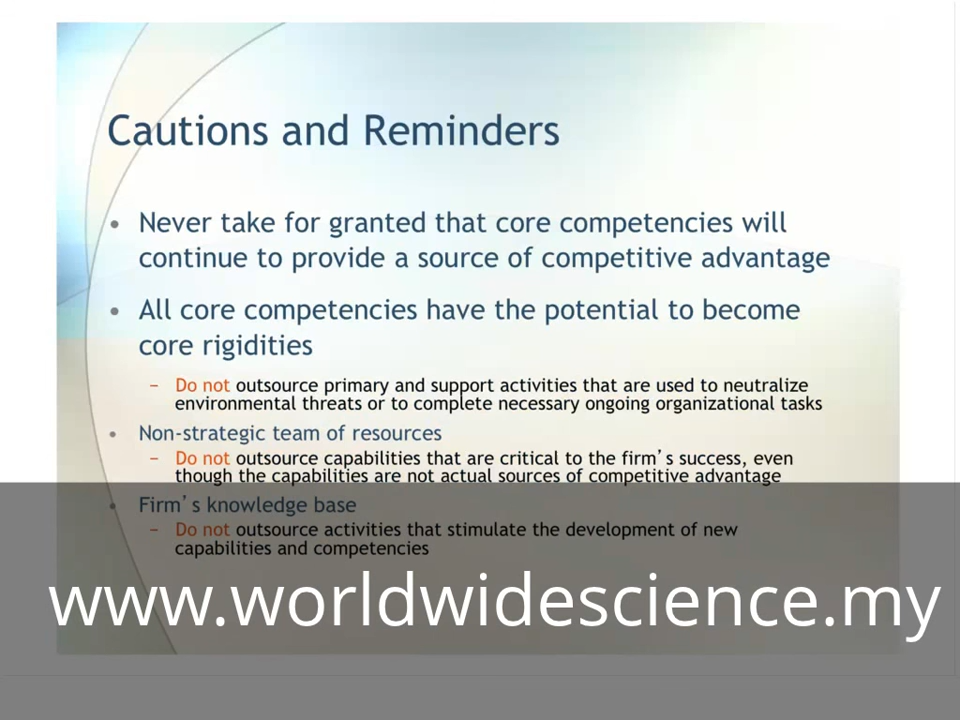 Cautions and Reminders
• Never take for granted that core competencies will
continue to provide a source of competitive advantage
• All core competencies have the potential to become
core rigidities
– Do not outsource primary and support activities that are used to neutralize
environmental threats or to complete necessary ongoing organizational tasks
• Non-strategic team of resources
– Do not outsource capabilities that are critical to the firm’s success, even
though the capabilities are not actual sources of competitive advantage
• Firm’s knowledge base
– Do not outsource activities that stimulate the development of new
capabilities and competencies
www.worldwidescience.my